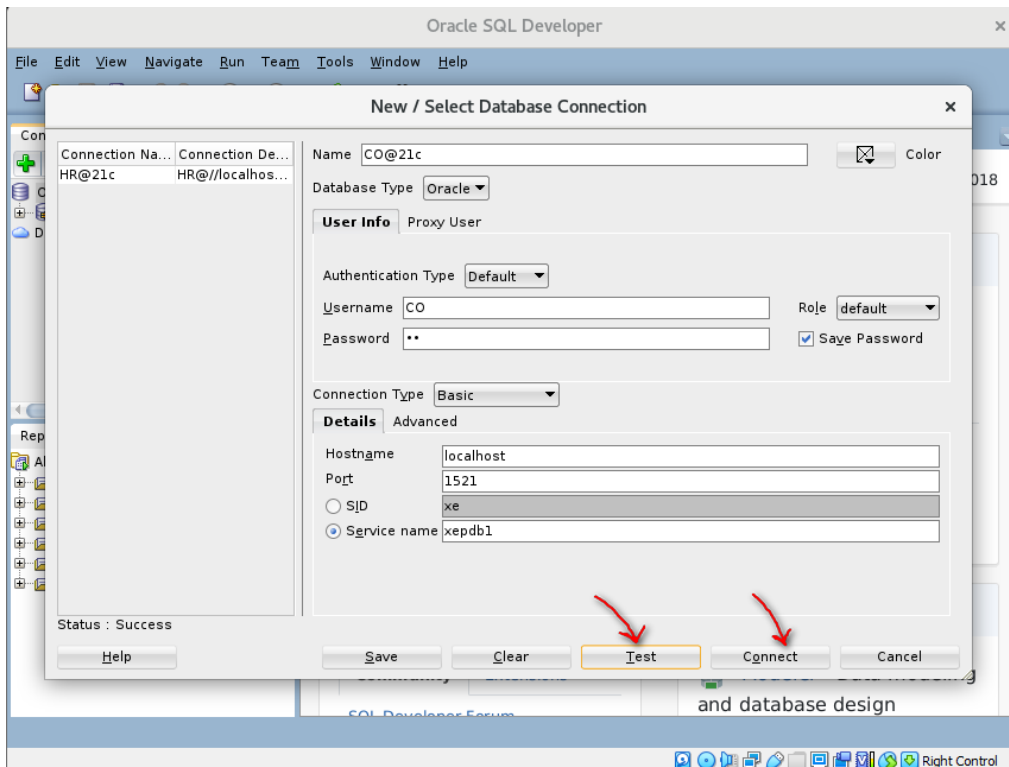 Oracle SQL Developer
File Edit View Navigate Run Team Tools Window Help
New / Select Database Connection
Con
Connection Na... Connection De...
HR@21c HR@//localhos...
Name CO@21c Color
018
Database Type Oracle
User Info Proxy User
Authentication Type Default
Username CO Role default
Password •• Save Password
Connection Type Basic
Details Advanced
Rep
Hostname localhost
Port 1521
SID xe
Service name xepdb1
Status : Success
Help Save Clear Test Connect Cancel
Community Extensions
SQL Developer Forum
and database design
Right Control